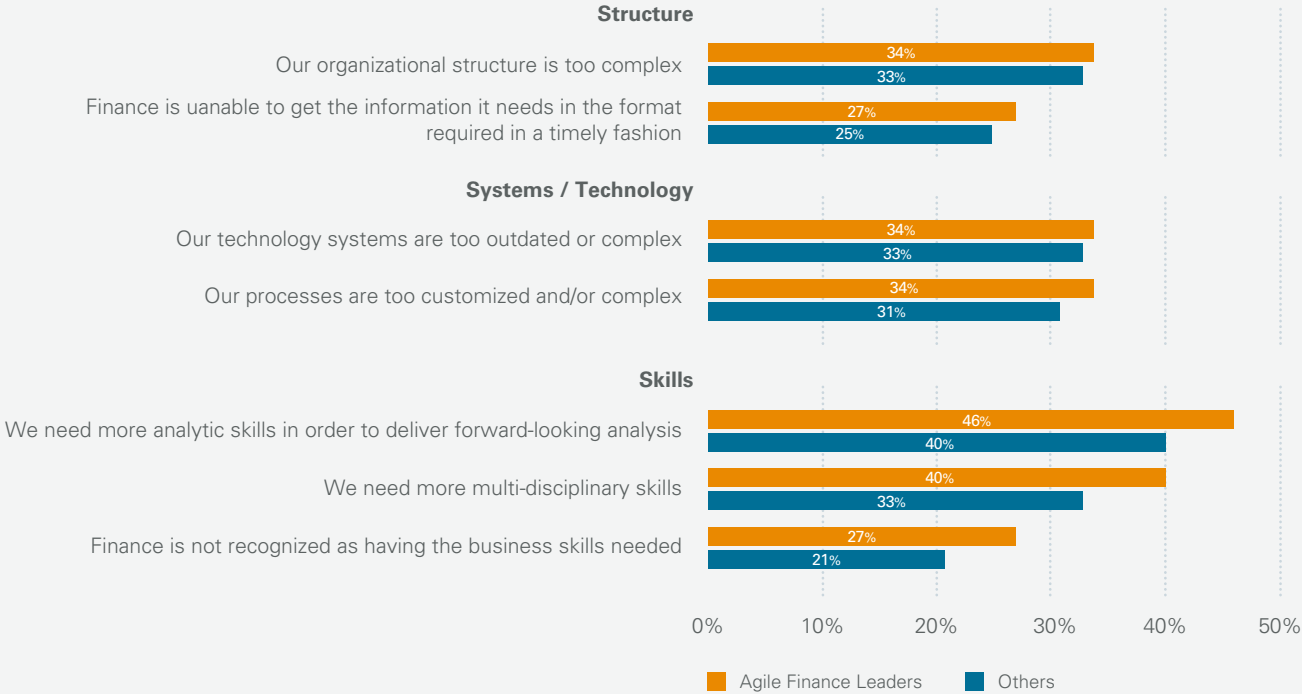 Structure
Our organizational structure is too complex
34%
33%
Finance is uanable to get the information it needs in the format
required in a timely fashion
27%
25%
Systems / Technology
Our technology systems are too outdated or complex
34%
33%
Our processes are too customized and/or complex
34%
31%
Skills
We need more analytic skills in order to deliver forward-looking analysis
46%
40%
We need more multi-disciplinary skills
40%
33%
Finance is not recognized as having the business skills needed
27%
21%
0% 10% 20% 30% 40% 50%
Agile Finance Leaders Others